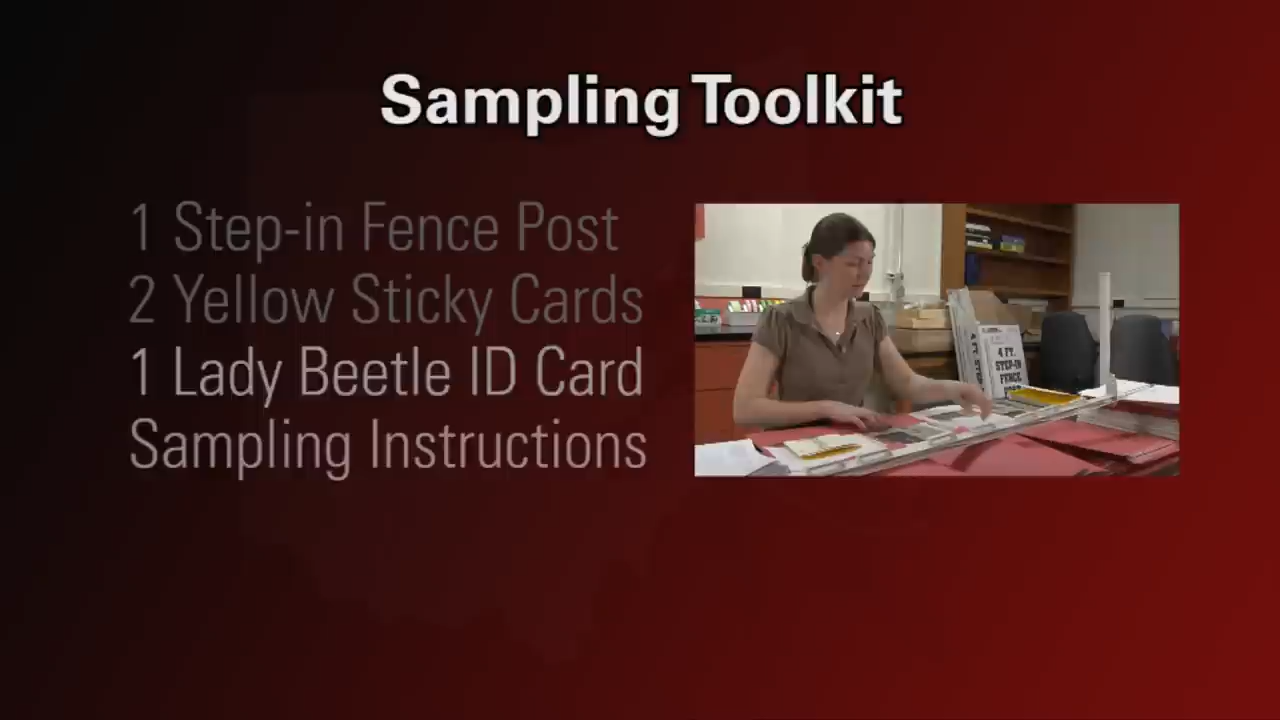 Sampling Toolkit
1 Step-in Fence Post
2 Yellow Sticky Cards
1 Lady Beetle ID Card
Sampling Instructions
4 FT.
STEP-IN
FENCE